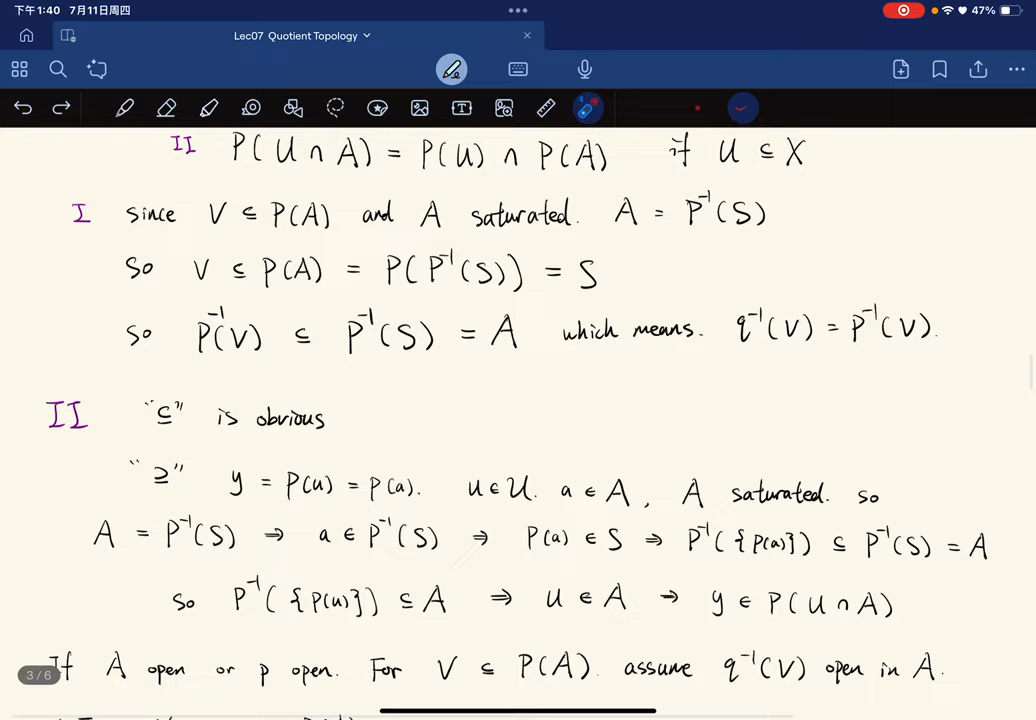 下午1:40 7月11日周四
47%
Lec07 Quotient Topology
II P(U ∩ A) = P(U) ∩ P(A) if U ⊆ X
I since V ⊆ P(A) and A saturated. A = P⁻¹(S)
So V ⊆ P(A) = P(P⁻¹(S)) = S
So P⁻¹(V) ⊆ P⁻¹(S) = A which means. q⁻¹(V) = P⁻¹(V).
II "⊆" is obvious
"⊇" y = P(u) = P(a). u ∈ U. a ∈ A, A saturated. so
A = P⁻¹(S) ⇒ a ∈ P⁻¹(S) ⇒ P(a) ∈ S ⇒ P⁻¹({P(a)}) ⊆ P⁻¹(S) = A
so P⁻¹({P(u)}) ⊆ A ⇒ u ∈ A ⇒ y ∈ P(U ∩ A)
If A open or p open. For V ⊆ P(A). assume q⁻¹(V) open in A.
3/6